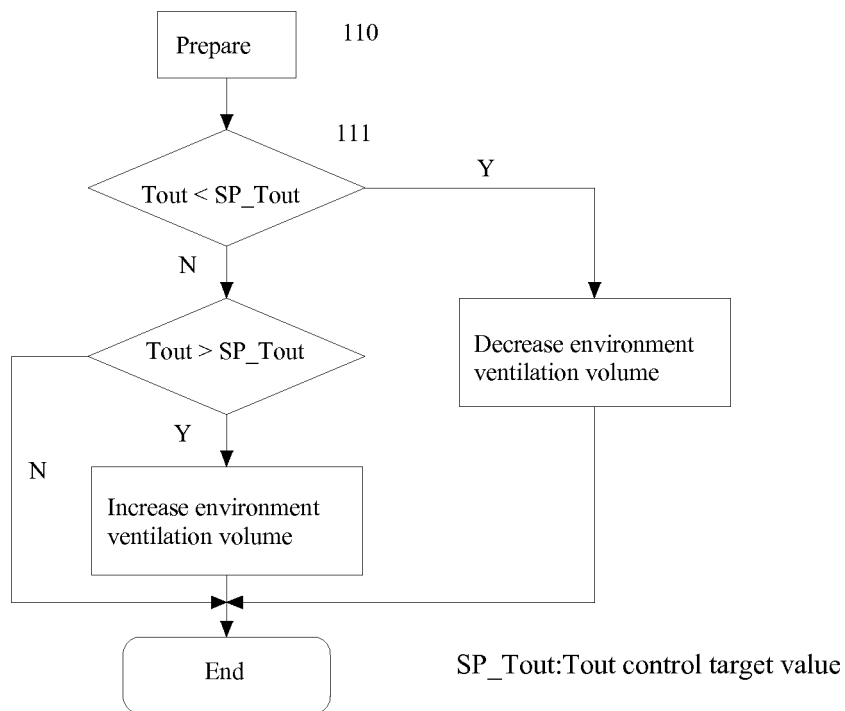 Prepare
110
111
Tout < SP_Tout
Y
N
Tout > SP_Tout
Decrease environment
ventilation volume
Y
N
Increase environment
ventilation volume
End
SP_Tout:Tout control target value